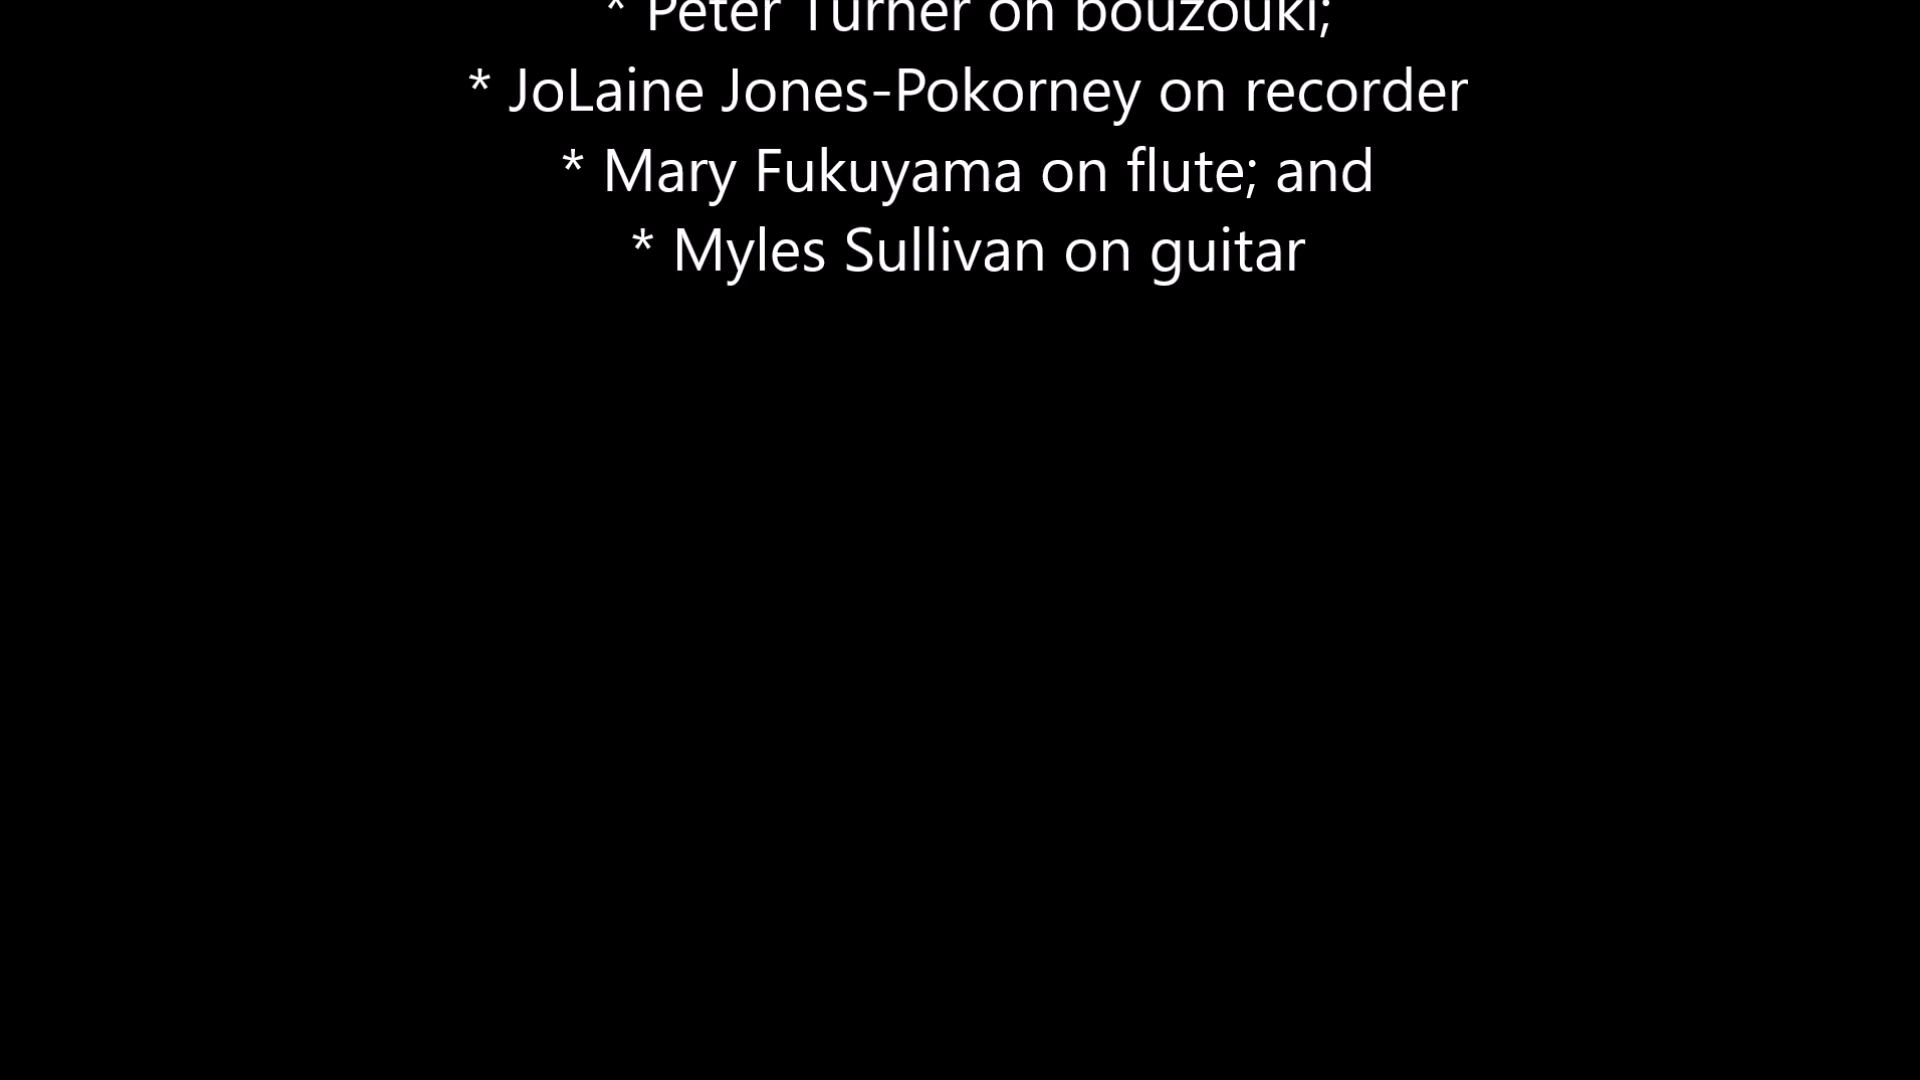 * Peter Turner on bouzouki;
* JoLaine Jones-Pokorney on recorder
* Mary Fukuyama on flute; and
* Myles Sullivan on guitar